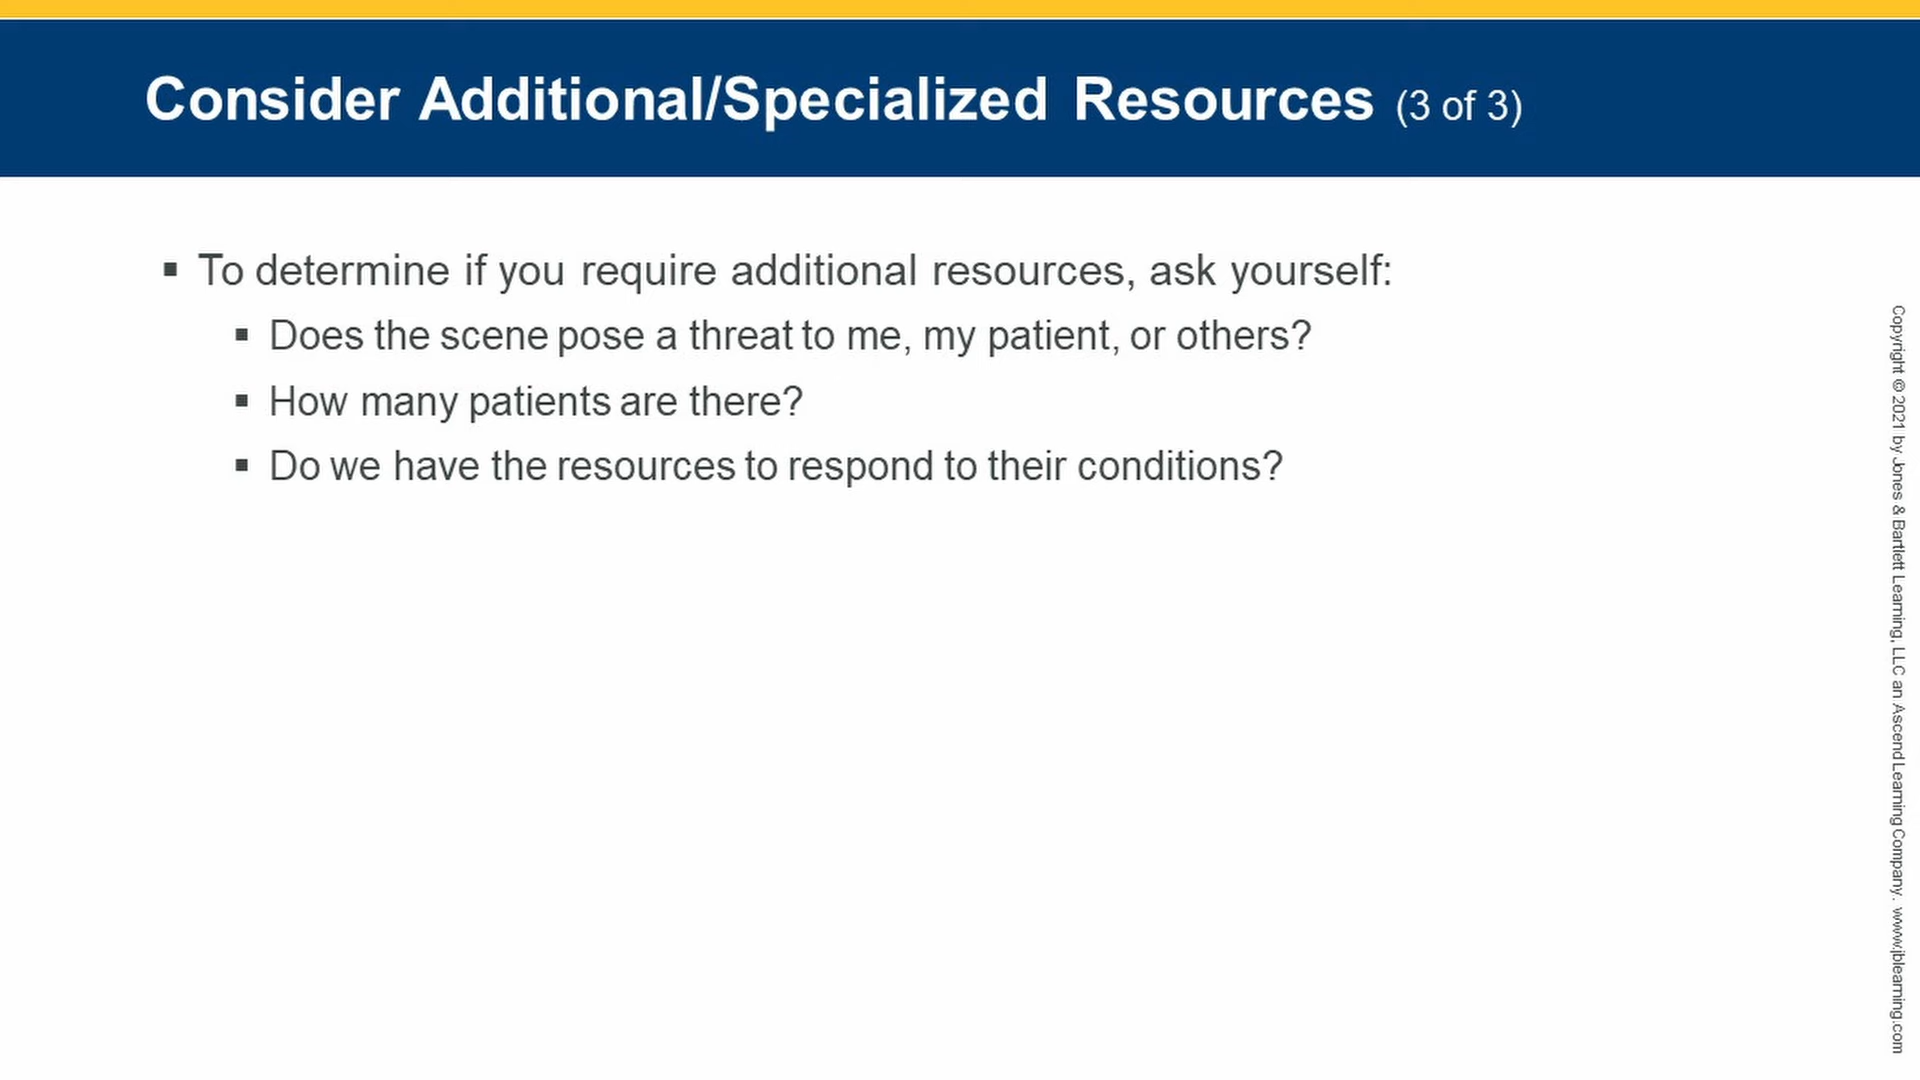 Consider Additional/Specialized Resources (3 of 3)
▪ To determine if you require additional resources, ask yourself:
▪ Does the scene pose a threat to me, my patient, or others?
▪ How many patients are there?
▪ Do we have the resources to respond to their conditions?
Copyright © 2021 by Jones & Bartlett Learning, LLC an Ascend Learning Company. www.jblearning.com